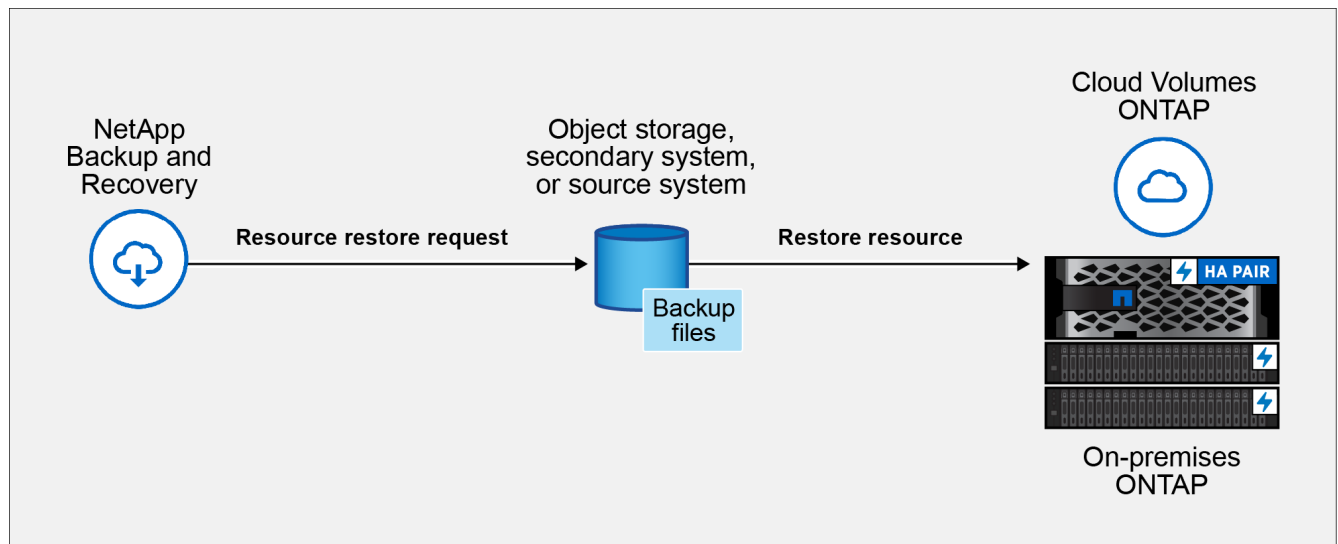 NetApp
Backup and
Recovery
Resource restore request
Object storage,
secondary system,
or source system
Backup
files
Restore resource
Cloud Volumes
ONTAP
HA PAIR
On-premises
ONTAP